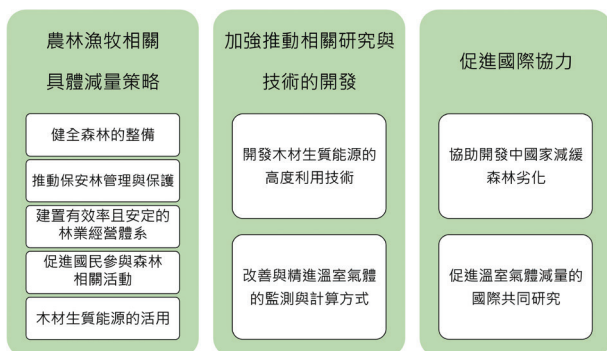 農林漁牧相關
具體減量策略
健全森林的整備
推動保安林管理與保護
建置有效率且安定的
林業經營體系
促進國民參與森林
相關活動
木材生質能源的活用
加強推動相關研究與
技術的開發
開發木材生質能源的
高度利用技術
改善與精進溫室氣體
的監測與計算方式
促進國際協力
協助開發中國家減緩
森林劣化
促進溫室氣體減量的
國際共同研究